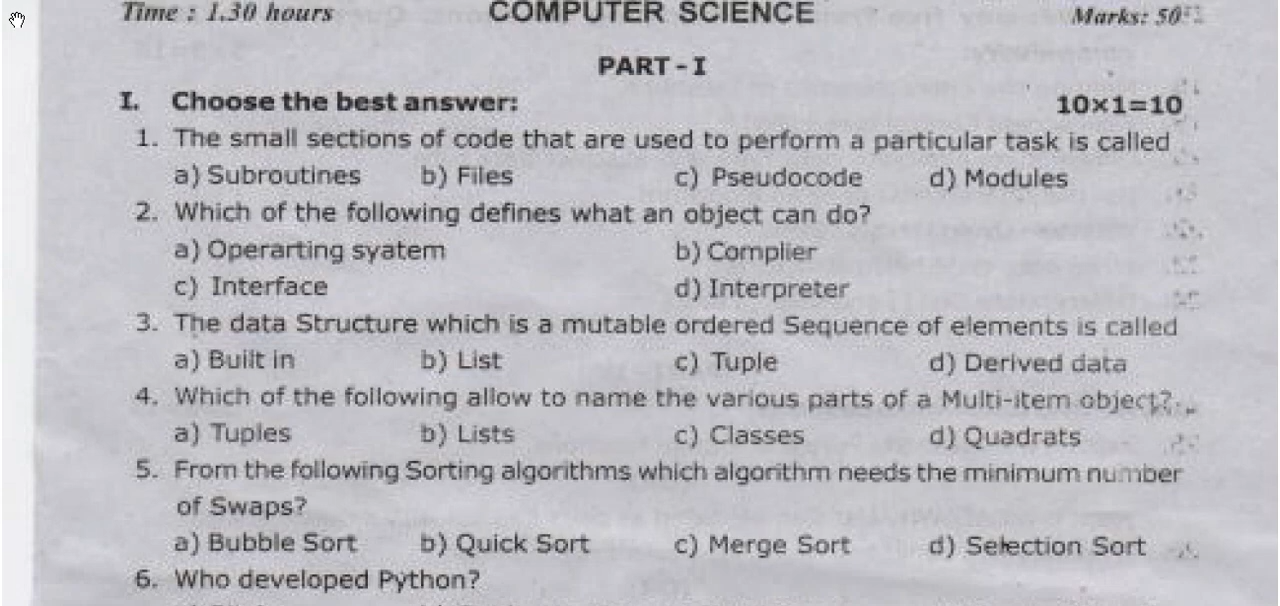 Time : 1.30 hours COMPUTER SCIENCE Marks: 50
PART - I
I. Choose the best answer: 10×1=10
1. The small sections of code that are used to perform a particular task is called
a) Subroutines b) Files c) Pseudocode d) Modules
2. Which of the following defines what an object can do?
a) Operarting syatem b) Complier
c) Interface d) Interpreter
3. The data Structure which is a mutable ordered Sequence of elements is called
a) Built in b) List c) Tuple d) Derived data
4. Which of the following allow to name the various parts of a Multi-item object?
a) Tuples b) Lists c) Classes d) Quadrats
5. From the following Sorting algorithms which algorithm needs the minimum number
of Swaps?
a) Bubble Sort b) Quick Sort c) Merge Sort d) Selection Sort
6. Who developed Python?